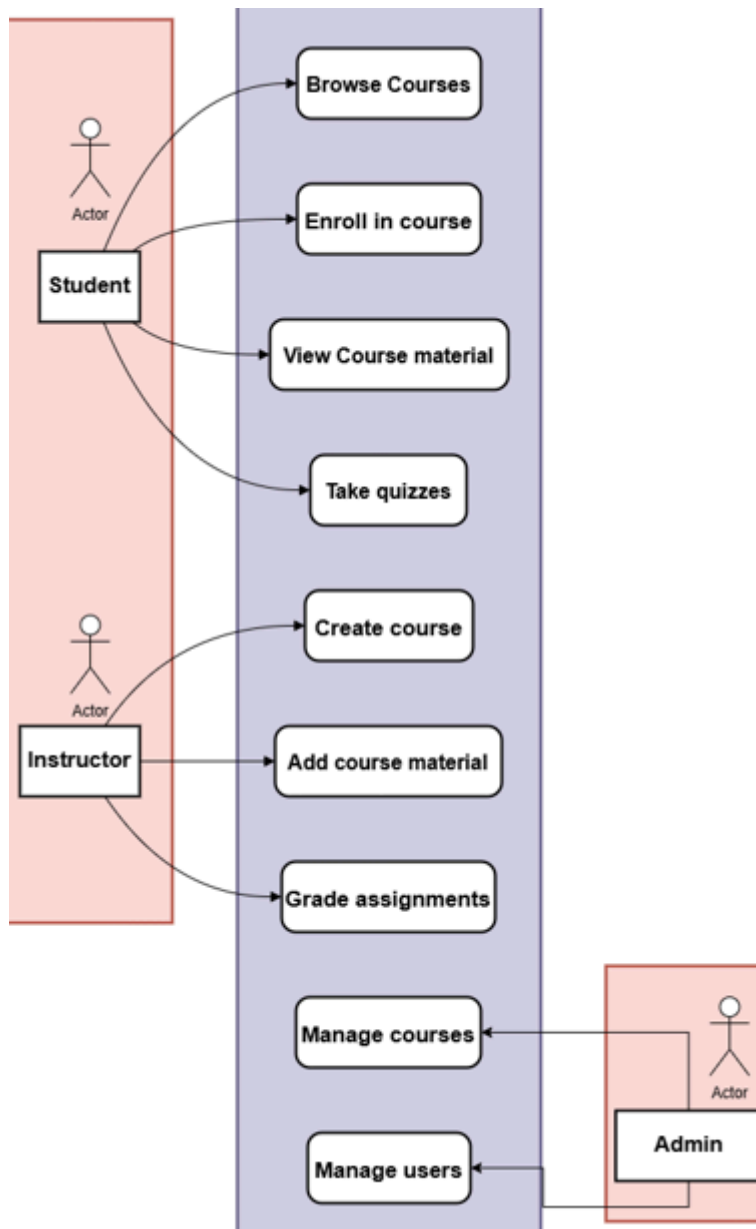 Browse Courses
Actor
Enroll in course
Student
View Course material
Take quizzes
Create course
Actor
Instructor
Add course material
Grade assignments
Manage courses
Actor
Admin
Manage users